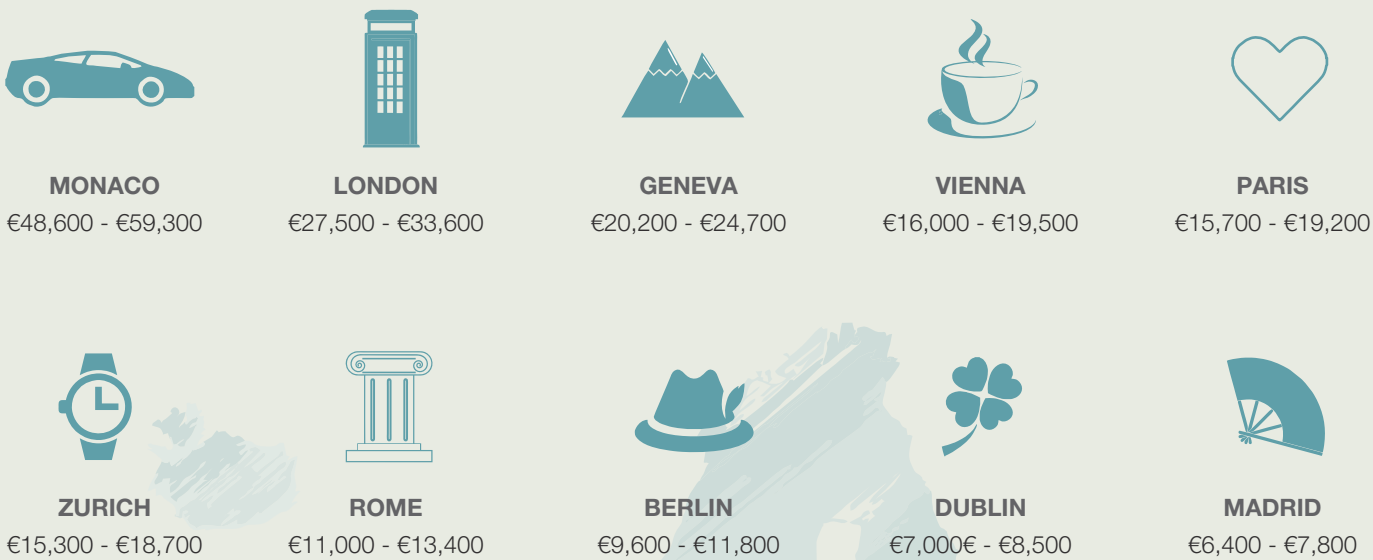 MONACO
€48,600 - €59,300
LONDON
€27,500 - €33,600
GENEVA
€20,200 - €24,700
VIENNA
€16,000 - €19,500
PARIS
€15,700 - €19,200
ZURICH
€15,300 - €18,700
ROME
€11,000 - €13,400
BERLIN
€9,600 - €11,800
DUBLIN
€7,000€ - €8,500
MADRID
€6,400 - €7,800